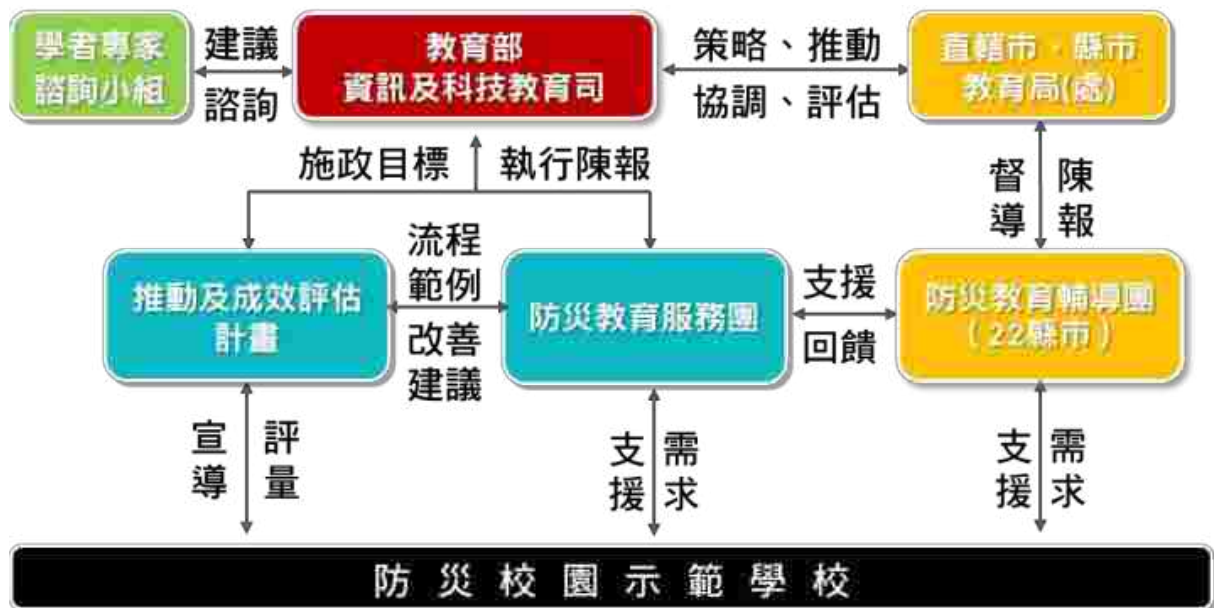 學者專家
諮詢小組
建議
諮詢
教育部
資訊及科技教育司
策略、推動
協調、評估
直轄市、縣市
教育局(處)
施政目標
執行陳報
督導
陳報
推動及成效評估
計畫
流程
範例
改善
建議
防災教育服務團
支援
回饋
防災教育輔導團
(22縣市)
宣導
評量
支援
需求
支援
需求
防災校園示範學校